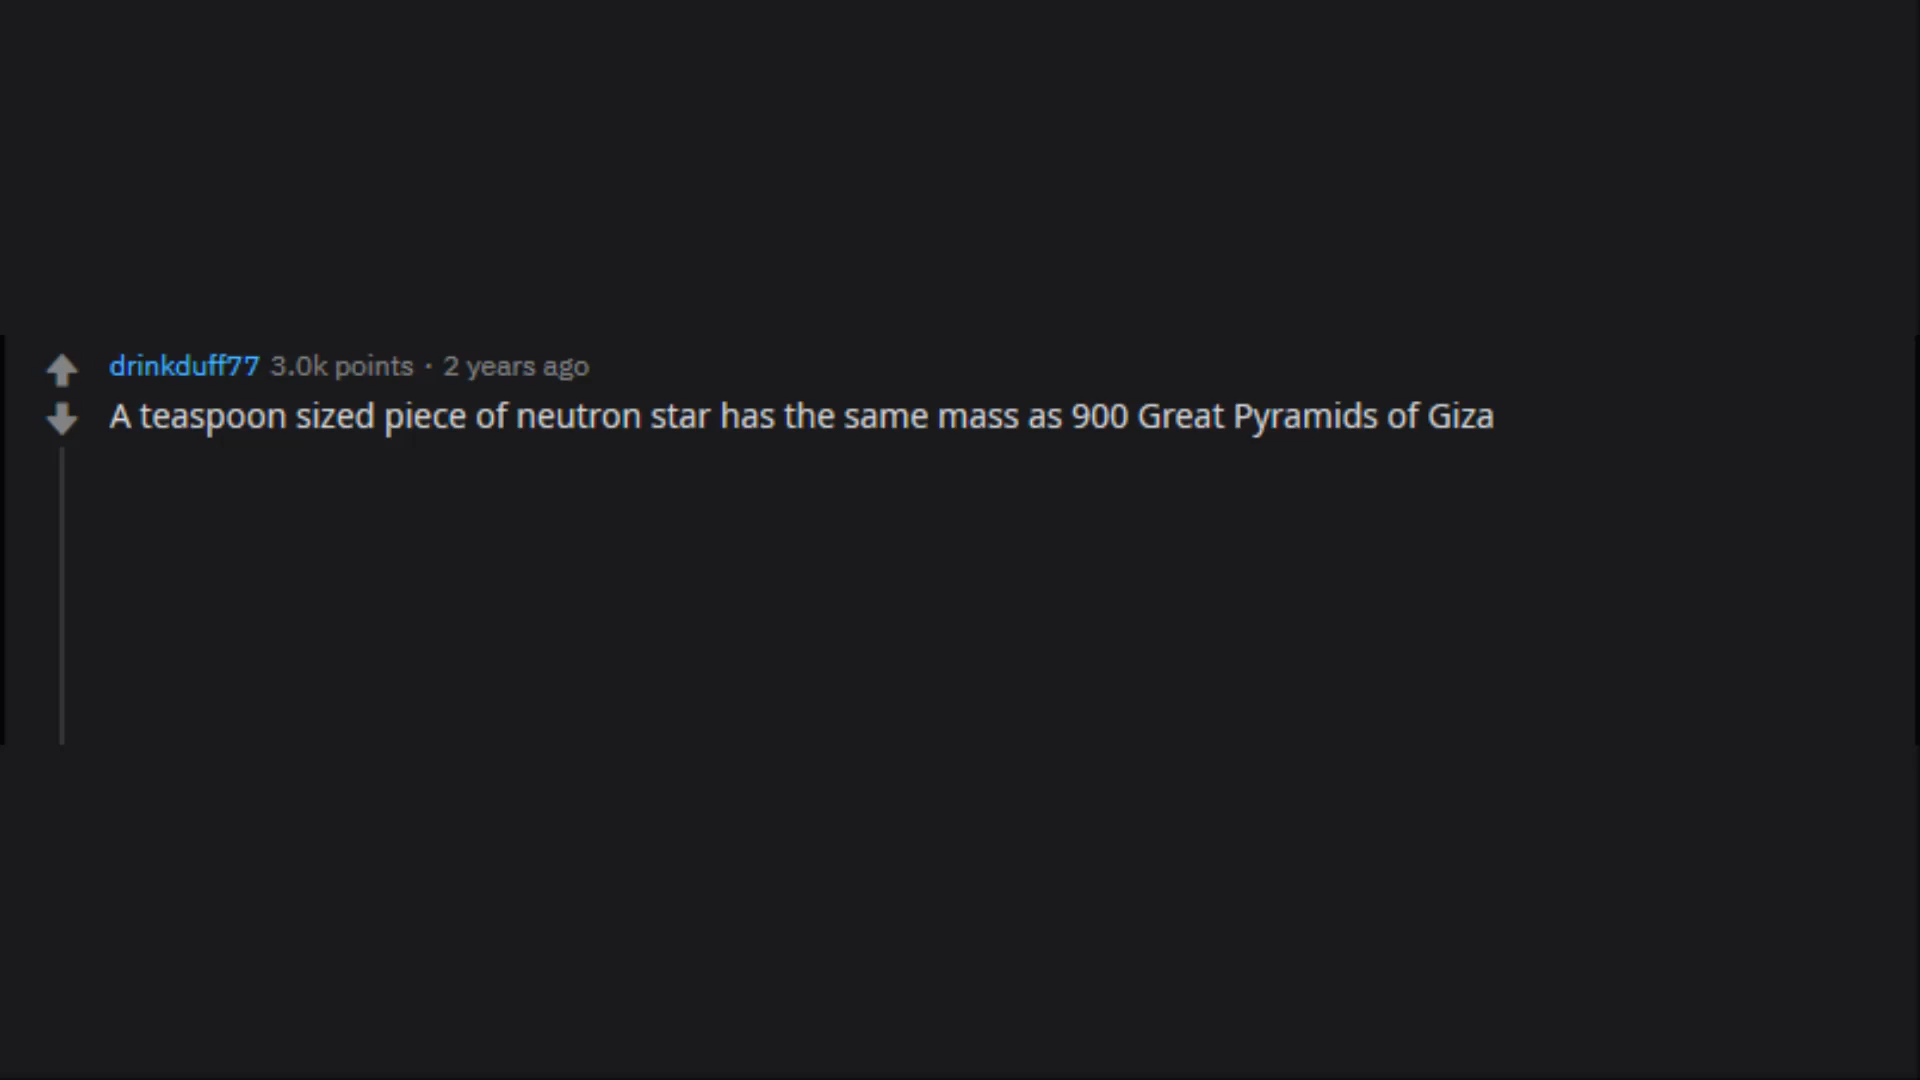 drinkduff77 3.0k points · 2 years ago
A teaspoon sized piece of neutron star has the same mass as 900 Great Pyramids of Giza